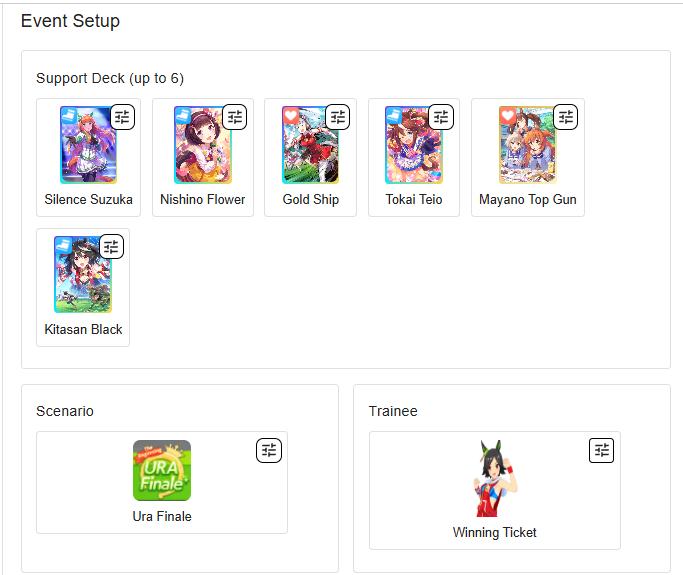 Event Setup
Support Deck (up to 6)
Silence Suzuka
Nishino Flower
Gold Ship
Tokai Teio
Mayano Top Gun
Kitasan Black
Scenario
The
Beginning
URA
Finale
Ura Finale
Trainee
Winning Ticket